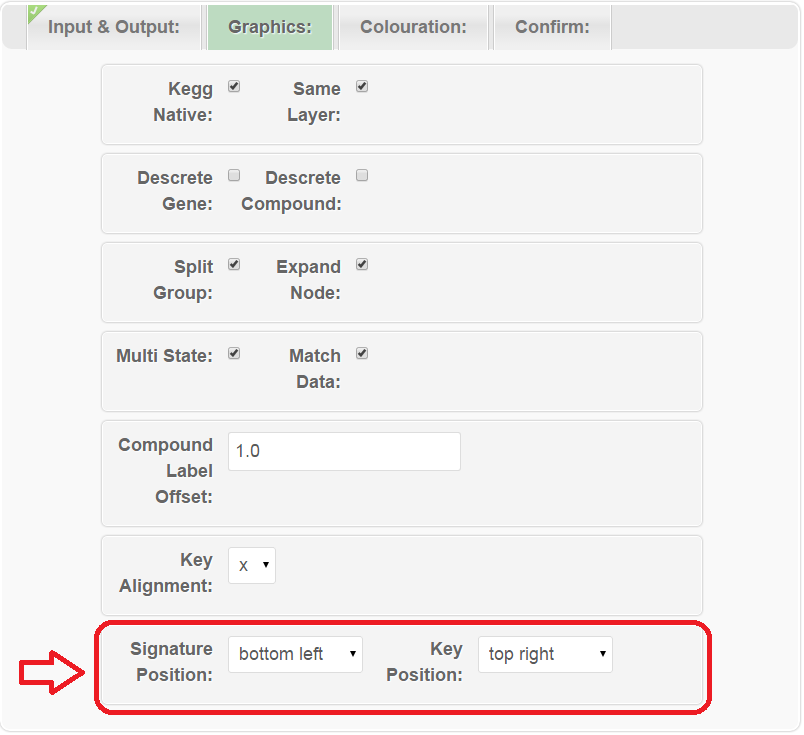 Input & Output: Graphics: Colouration: Confirm:
Kegg Same
Native: Layer:
Descrete Descrete
Gene: Compound:
Split Expand
Group: Node:
Multi State: Match
Data:
Compound
Label
Offset:
1.0
Key
Alignment:
x
Signature
Position:
bottom left
Key
Position:
top right